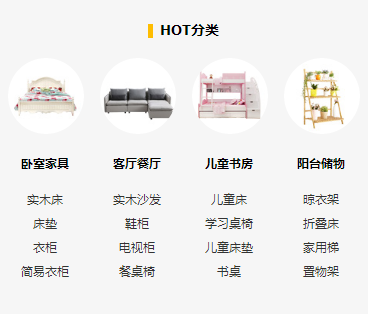 HOT分类
卧室家具 客厅餐厅 儿童书房 阳台储物
实木床 实木沙发 儿童床 晾衣架
床垫 鞋柜 学习桌椅 折叠床
衣柜 电视柜 儿童床垫 家用梯
简易衣柜 餐桌椅 书桌 置物架